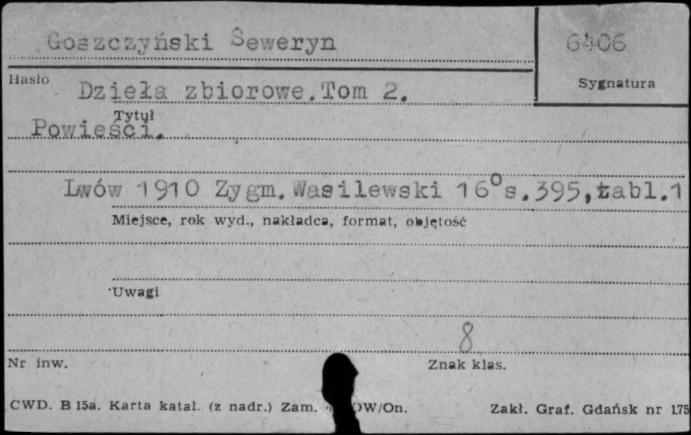 Goszczyński Seweryn
6406
Hasło
Sygnatura
Dzieła zbiorowe. Tom 2.
Tytuł
Powieści.
Lwów 1910 Zygm. Wasilewski 16° s. 395, tabl. 1
Miejsce, rok wyd., nakładca, format, objętość
Uwagi
8
Nr inw.
Znak klas.
CWD. B 15a. Karta katal. (z nadr.) Zam. OW/On.
Zakł. Graf. Gdańsk nr 175